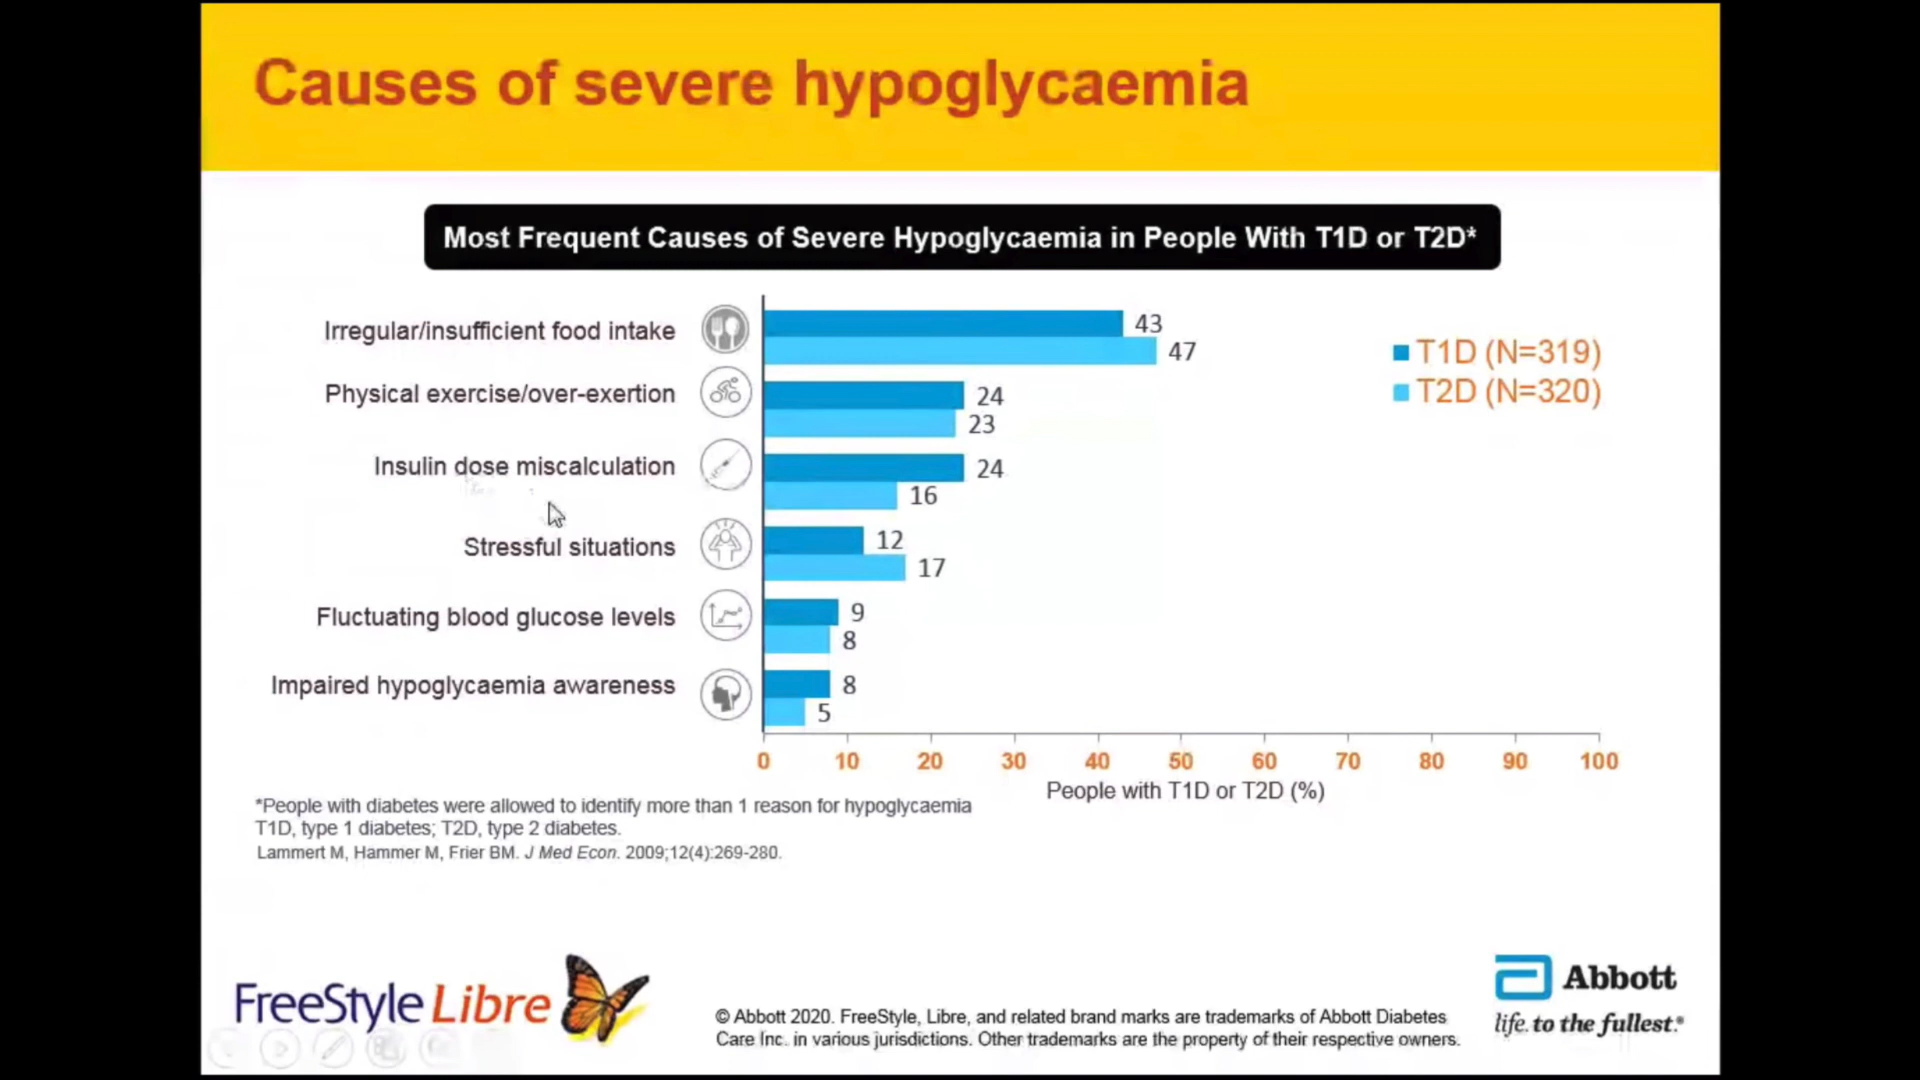 Causes of severe hypoglycaemia
Most Frequent Causes of Severe Hypoglycaemia in People With T1D or T2D*
Irregular/insufficient food intake
43
47
Physical exercise/over-exertion
24
23
Insulin dose miscalculation
24
16
Stressful situations
12
17
Fluctuating blood glucose levels
9
8
Impaired hypoglycaemia awareness
8
5
T1D (N=319)
T2D (N=320)
0 10 20 30 40 50 60 70 80 90 100
People with T1D or T2D (%)
*People with diabetes were allowed to identify more than 1 reason for hypoglycaemia
T1D, type 1 diabetes; T2D, type 2 diabetes.
Lammert M, Hammer M, Frier BM. J Med Econ. 2009;12(4):269-280.
FreeStyle Libre
© Abbott 2020. FreeStyle, Libre, and related brand marks are trademarks of Abbott Diabetes
Care Inc. in various jurisdictions. Other trademarks are the property of their respective owners.
Abbott
life. to the fullest.®